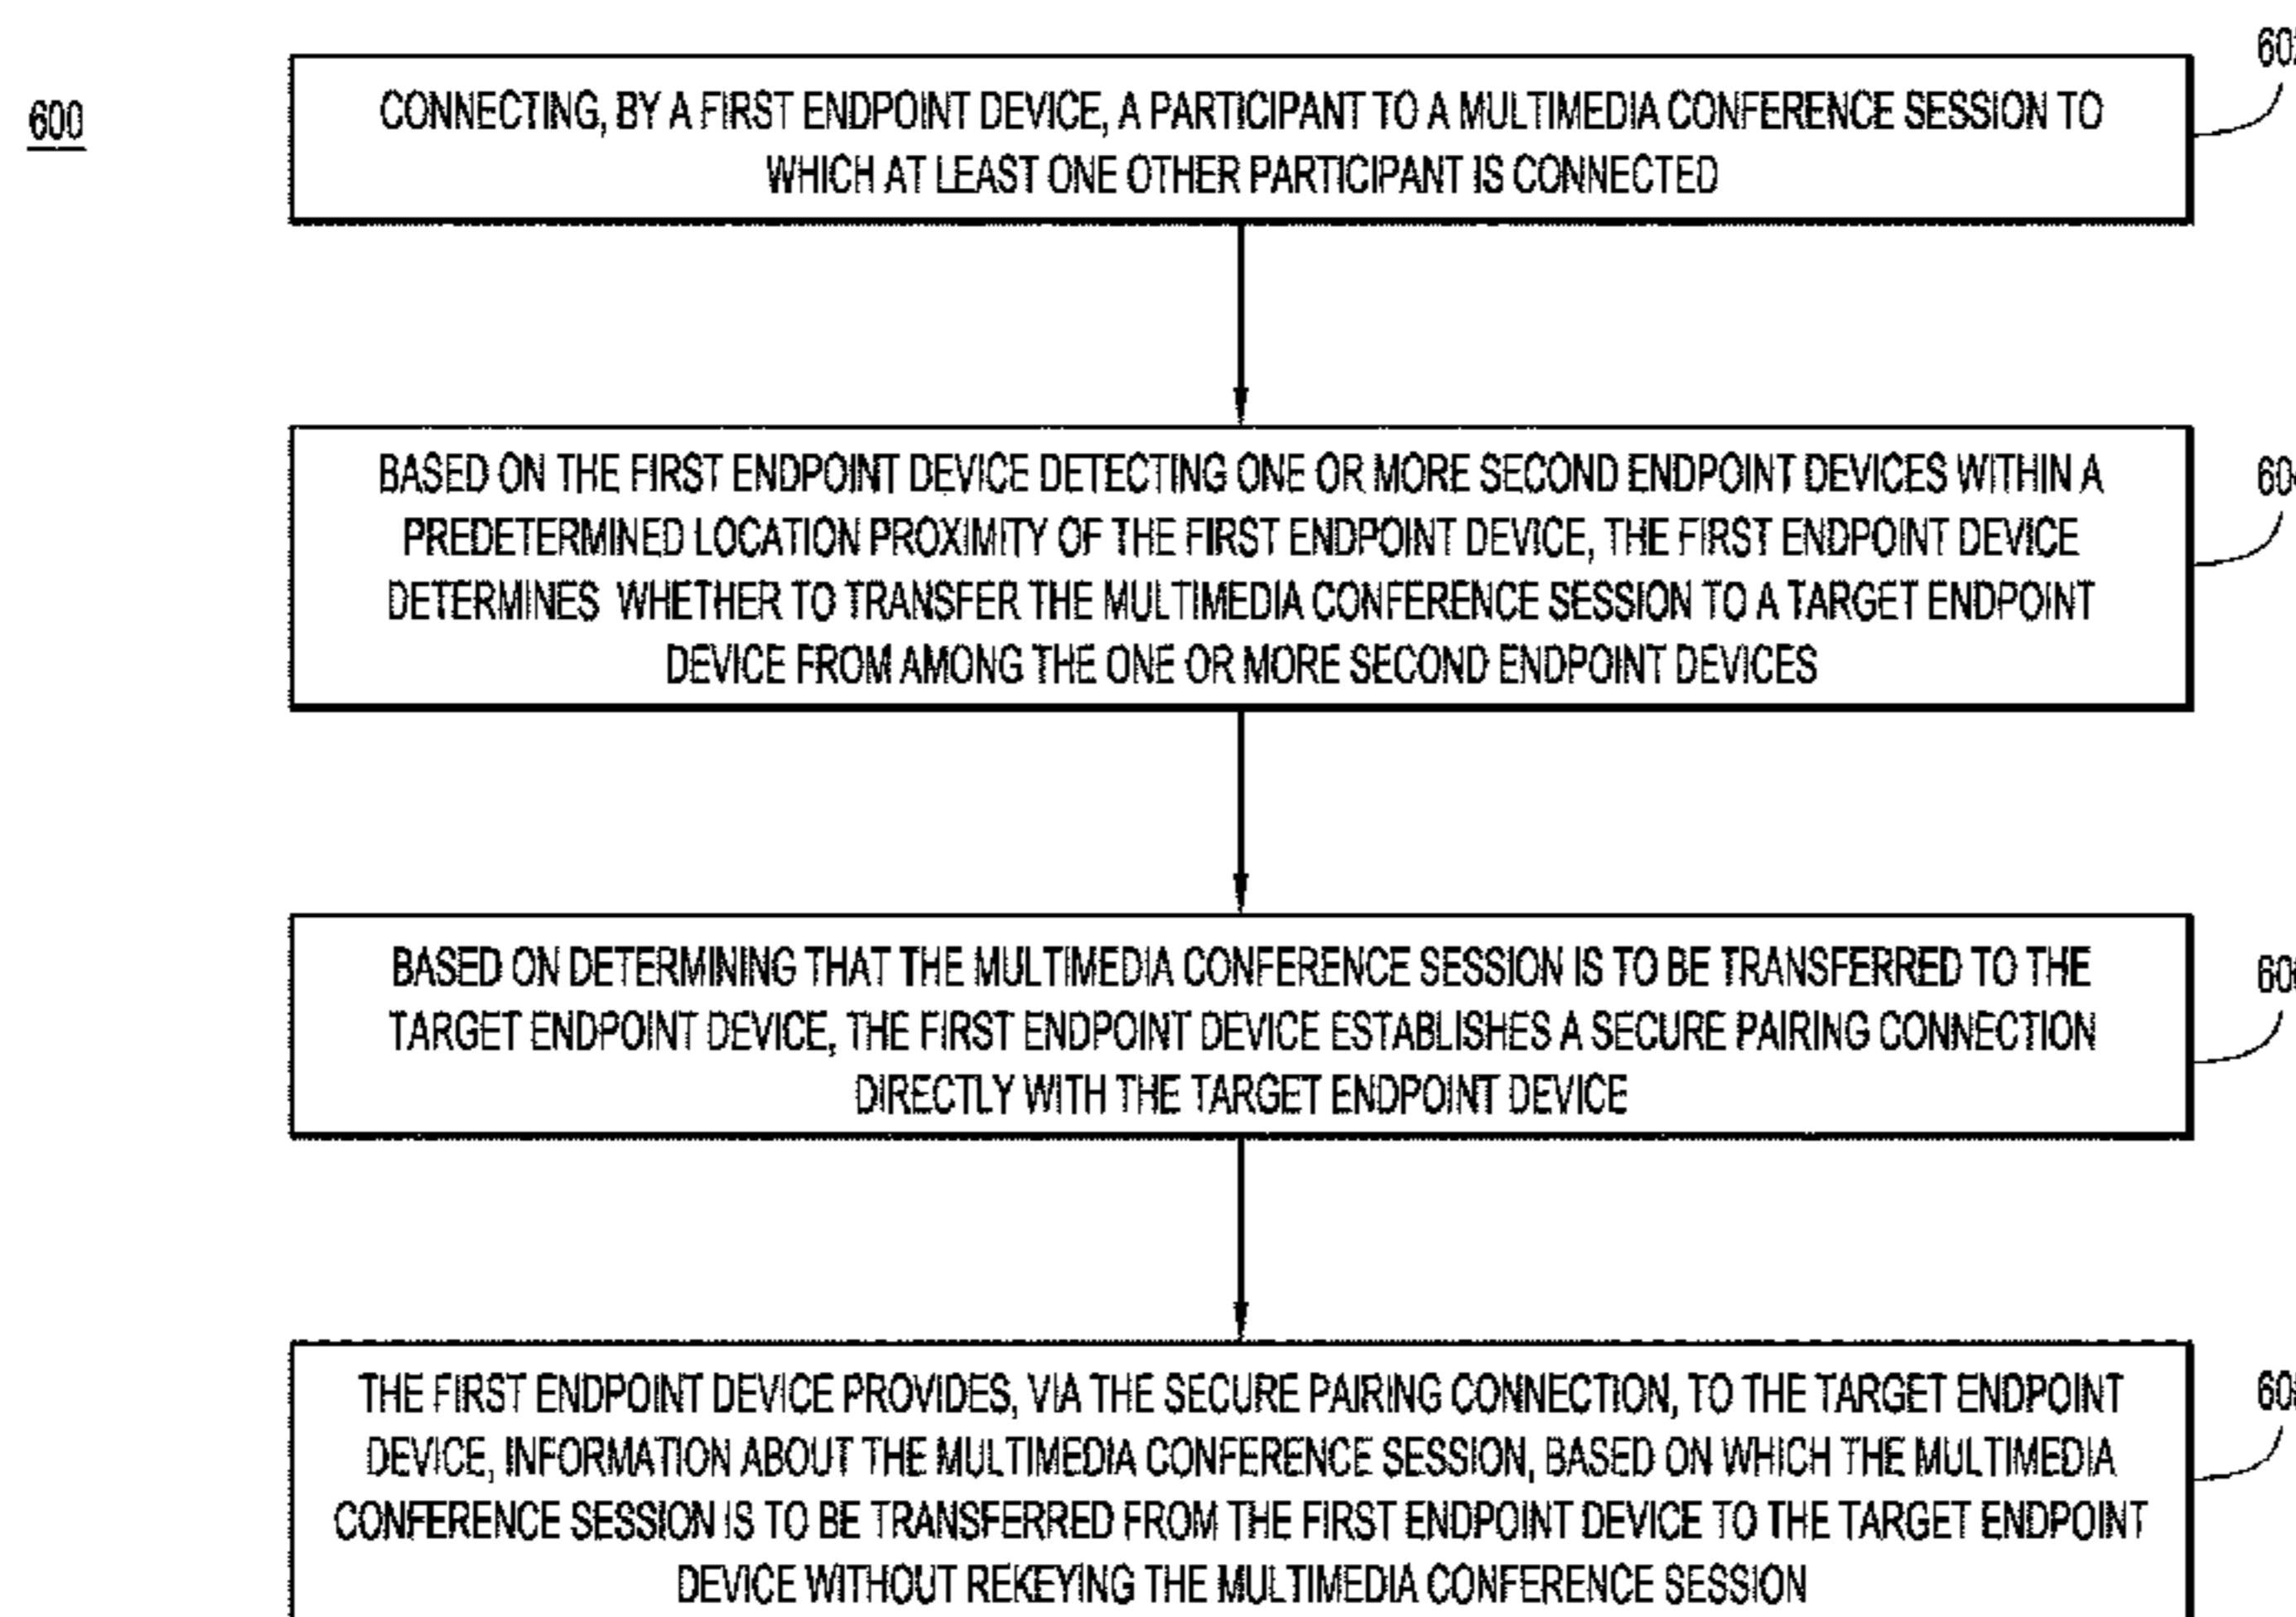 600
CONNECTING, BY A FIRST ENDPOINT DEVICE, A PARTICIPANT TO A MULTIMEDIA CONFERENCE SESSION TO
WHICH AT LEAST ONE OTHER PARTICIPANT IS CONNECTED
BASED ON THE FIRST ENDPOINT DEVICE DETECTING ONE OR MORE SECOND ENDPOINT DEVICES WITHIN A
PREDETERMINED LOCATION PROXIMITY OF THE FIRST ENDPOINT DEVICE, THE FIRST ENDPOINT DEVICE
DETERMINES WHETHER TO TRANSFER THE MULTIMEDIA CONFERENCE SESSION TO A TARGET ENDPOINT
DEVICE FROM AMONG THE ONE OR MORE SECOND ENDPOINT DEVICES
BASED ON DETERMINING THAT THE MULTIMEDIA CONFERENCE SESSION IS TO BE TRANSFERRED TO THE
TARGET ENDPOINT DEVICE, THE FIRST ENDPOINT DEVICE ESTABLISHES A SECURE PAIRING CONNECTION
DIRECTLY WITH THE TARGET ENDPOINT DEVICE
THE FIRST ENDPOINT DEVICE PROVIDES, VIA THE SECURE PAIRING CONNECTION, TO THE TARGET ENDPOINT
DEVICE, INFORMATION ABOUT THE MULTIMEDIA CONFERENCE SESSION, BASED ON WHICH THE MULTIMEDIA
CONFERENCE SESSION IS TO BE TRANSFERRED FROM THE FIRST ENDPOINT DEVICE TO THE TARGET ENDPOINT
DEVICE WITHOUT REKEYING THE MULTIMEDIA CONFERENCE SESSION